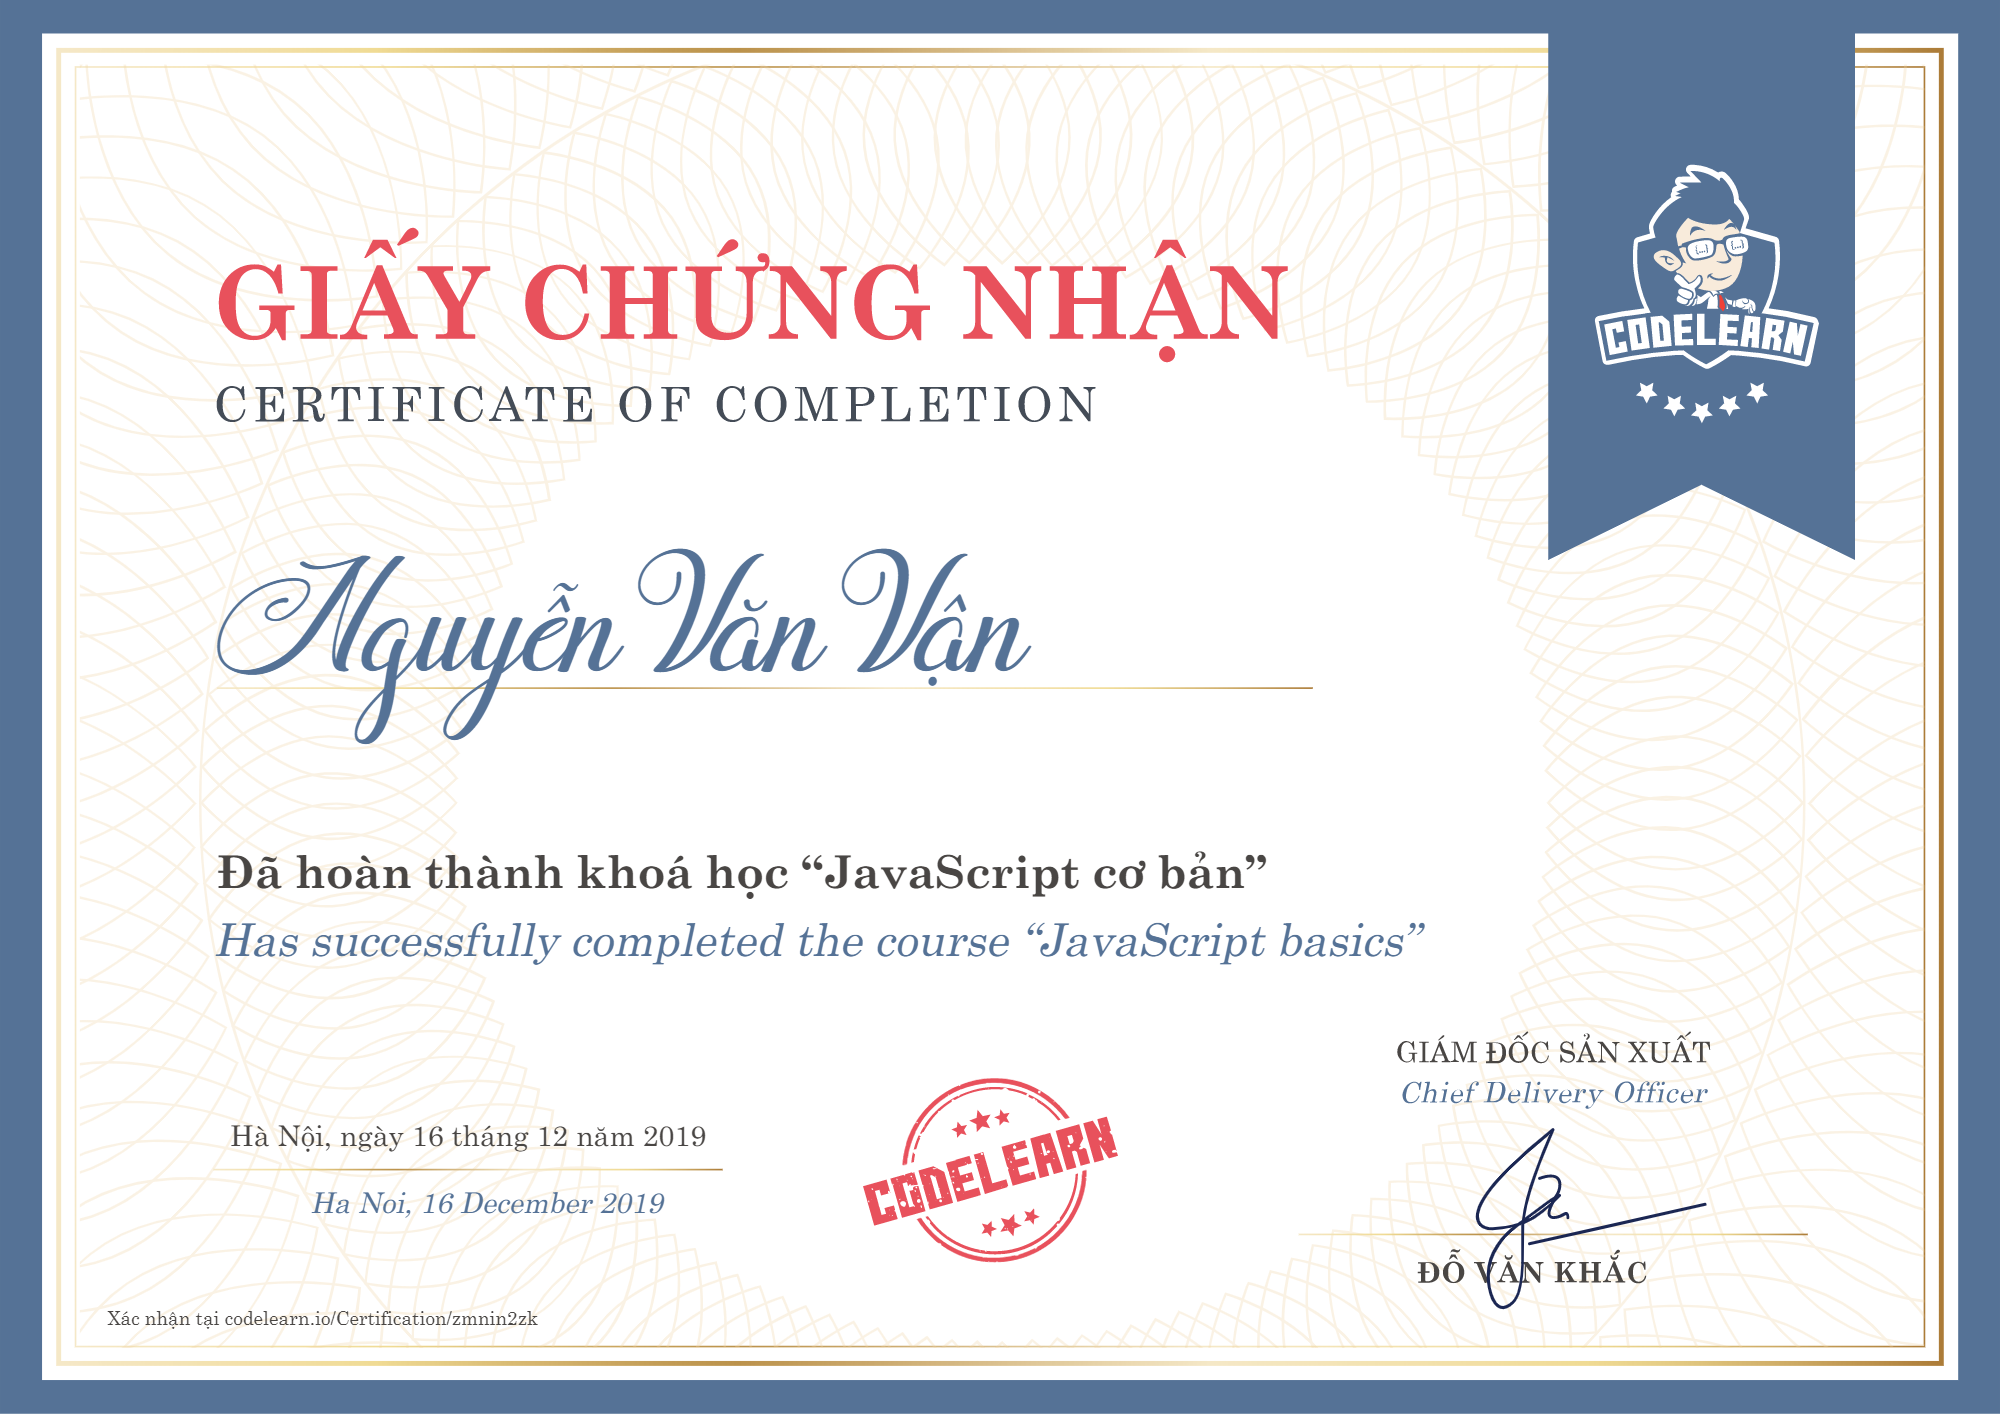 GIẤY CHỨNG NHẬN
CERTIFICATE OF COMPLETION
CODELEARN
Nguyễn Văn Vận
Đã hoàn thành khoá học “JavaScript cơ bản”
Has successfully completed the course “JavaScript basics”
GIÁM ĐỐC SẢN XUẤT
Chief Delivery Officer
Hà Nội, ngày 16 tháng 12 năm 2019
Ha Noi, 16 December 2019
CODELEARN
ĐỖ VĂN KHẮC
Xác nhận tại codelearn.io/Certification/zmnin2zk